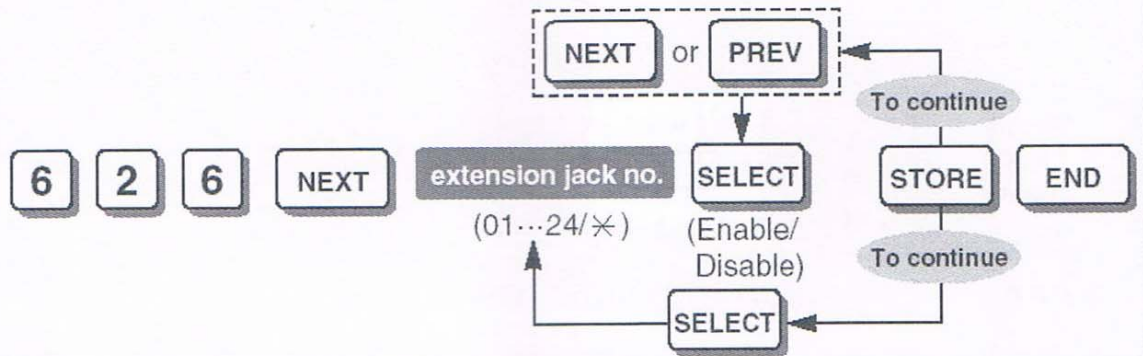 NEXT or PREV
To continue
6 2 6 NEXT extension jack no. SELECT STORE END
(01···24/✳) (Enable/
Disable)
To continue
SELECT